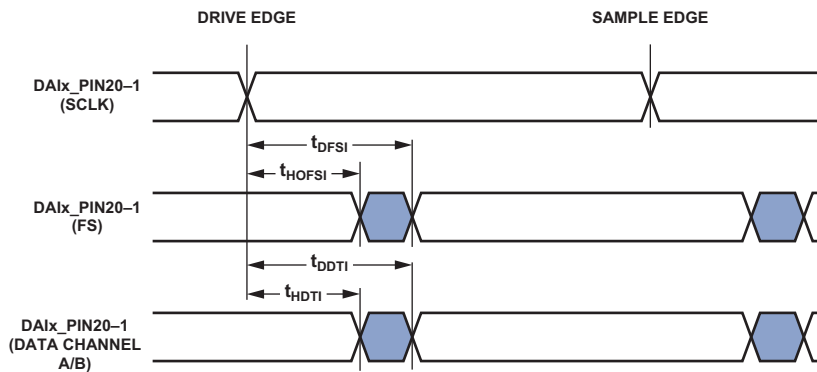 DRIVE EDGE
SAMPLE EDGE
DAIx_PIN20–1
(SCLK)
tDFSI
tHOFSI
DAIx_PIN20–1
(FS)
tDDTI
tHDTI
DAIx_PIN20–1
(DATA CHANNEL
A/B)